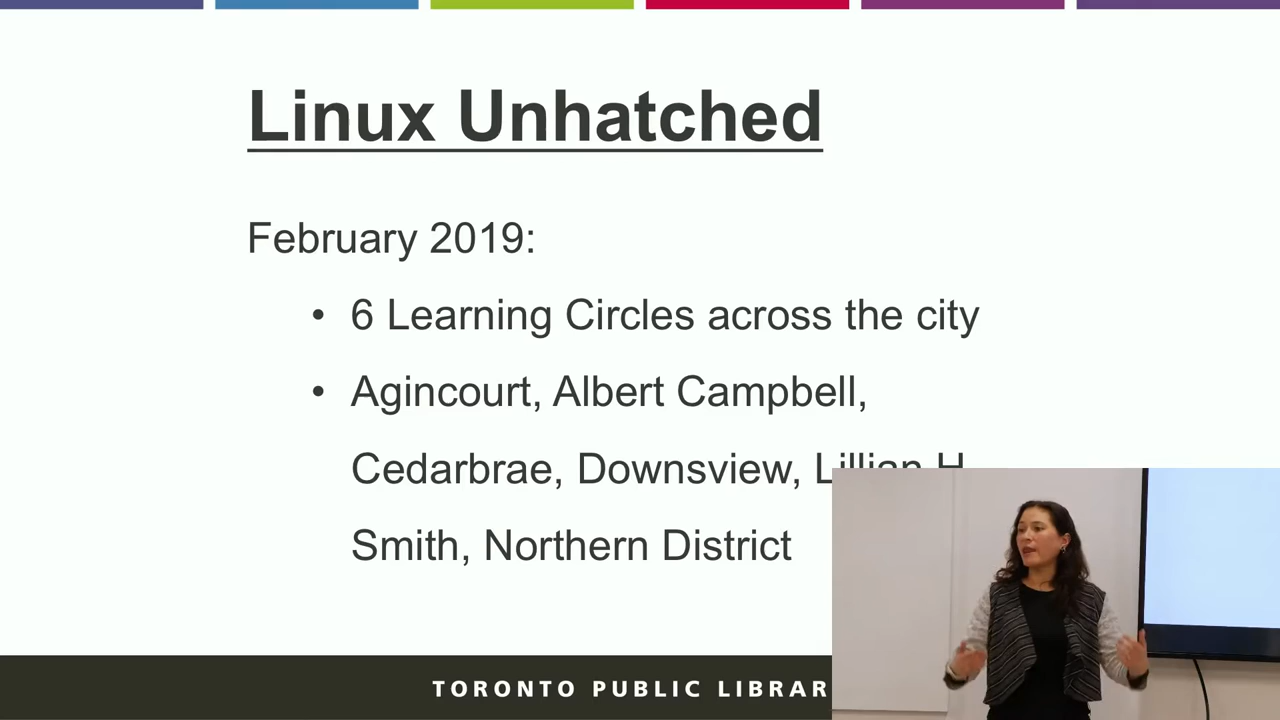 Linux Unhatched
February 2019:
• 6 Learning Circles across the city
• Agincourt, Albert Campbell,
Cedarbrae, Downsview, Lillian H
Smith, Northern District
TORONTO PUBLIC LIBRAR